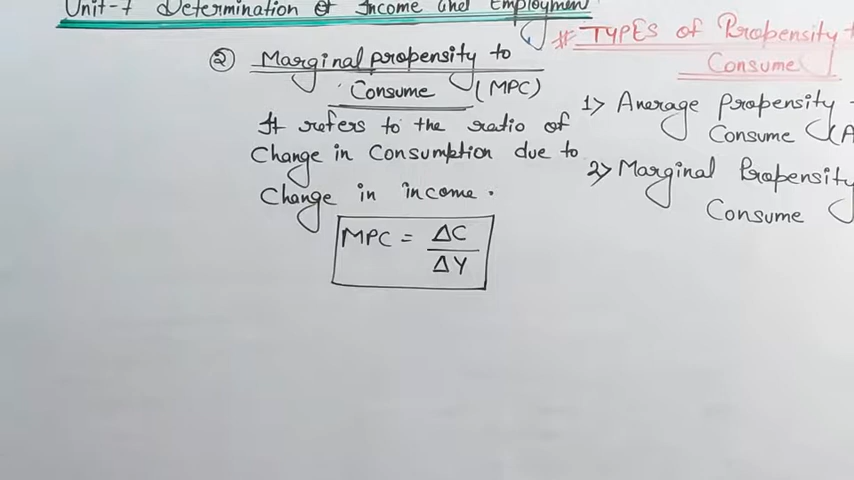 Unit-7 Determination of Income and Employment
② Marginal propensity to
Consume (MPC)
It refers to the ratio of
Change in Consumption due to
Change in income.
MPC = ΔC
ΔY
# TYPES of Propensity
Consume
1> Average propensity
Consume (A
2> Marginal Propensity
Consume